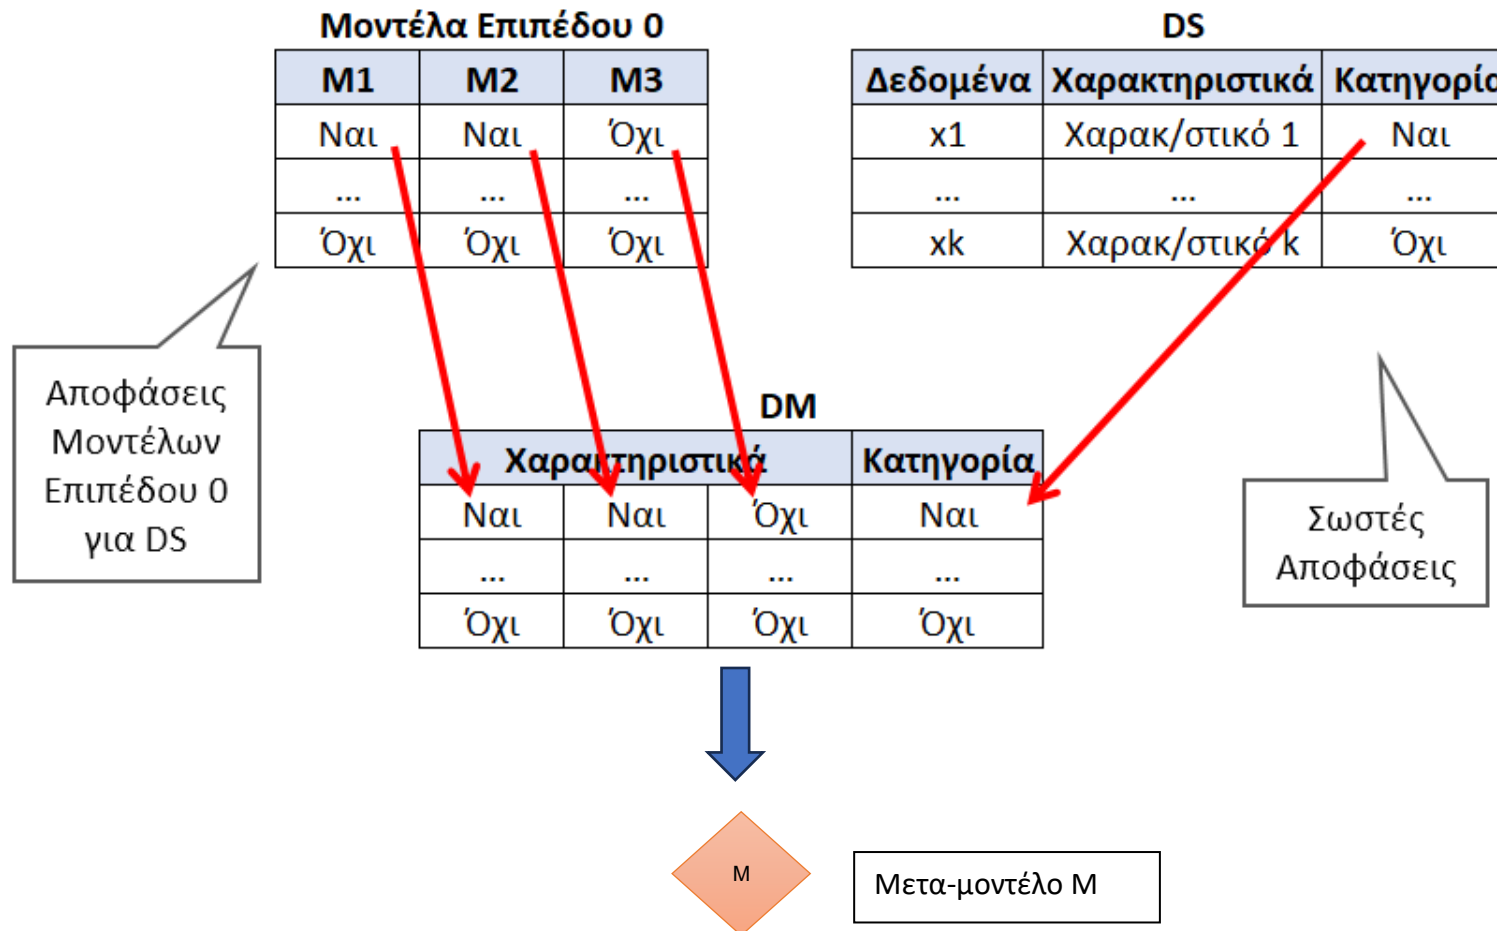 Μοντέλα Επιπέδου 0
M1 M2 M3
Ναι Ναι Όχι
... ... ...
Όχι Όχι Όχι
DS
Δεδομένα Χαρακτηριστικά Κατηγορία
x1 Χαρακ/στικό 1 Ναι
... ... ...
xk Χαρακ/στικό k Όχι
Αποφάσεις
Μοντέλων
Επιπέδου 0
για DS
DM
Χαρακτηριστικά Κατηγορία
Ναι Ναι Όχι Ναι
... ... ... ...
Όχι Όχι Όχι Όχι
Σωστές
Αποφάσεις
M
Μετα-μοντέλο M